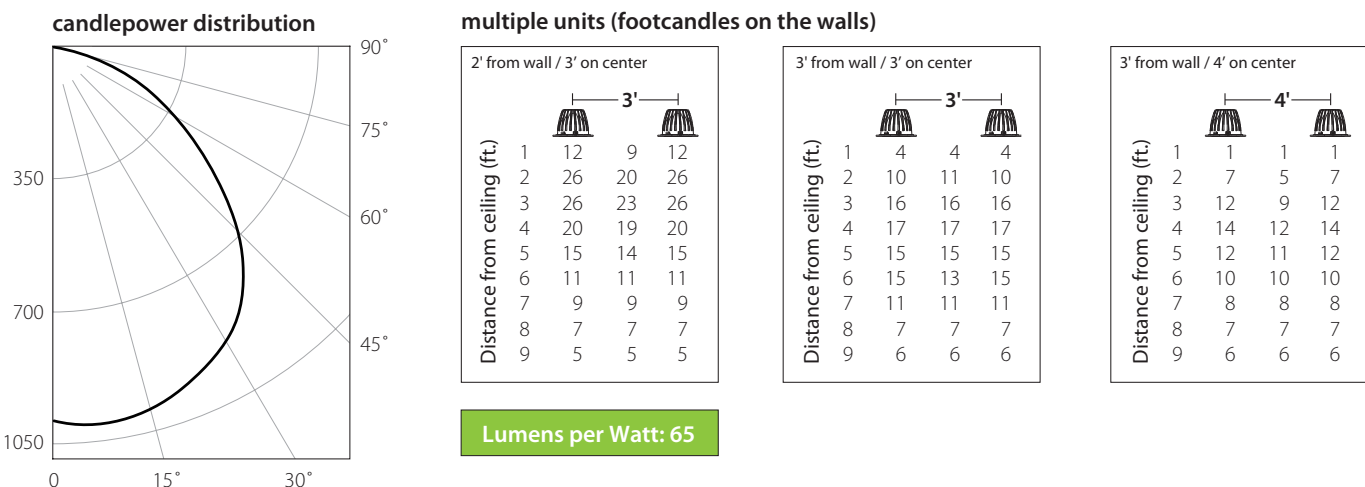 candlepower distribution
90˚
75˚
60˚
45˚
350
700
1050
0 15˚ 30˚
multiple units (footcandles on the walls)
2' from wall / 3’ on center
3'
Distance from ceiling (ft.)
1 12 9 12
2 26 20 26
3 26 23 26
4 20 19 20
5 15 14 15
6 11 11 11
7 9 9 9
8 7 7 7
9 5 5 5
3' from wall / 3’ on center
3'
Distance from ceiling (ft.)
1 4 4 4
2 10 11 10
3 16 16 16
4 17 17 17
5 15 15 15
6 15 13 15
7 11 11 11
8 7 7 7
9 6 6 6
3' from wall / 4’ on center
4'
Distance from ceiling (ft.)
1 1 1 1
2 7 5 7
3 12 9 12
4 14 12 14
5 12 11 12
6 10 10 10
7 8 8 8
8 7 7 7
9 6 6 6
Lumens per Watt: 65